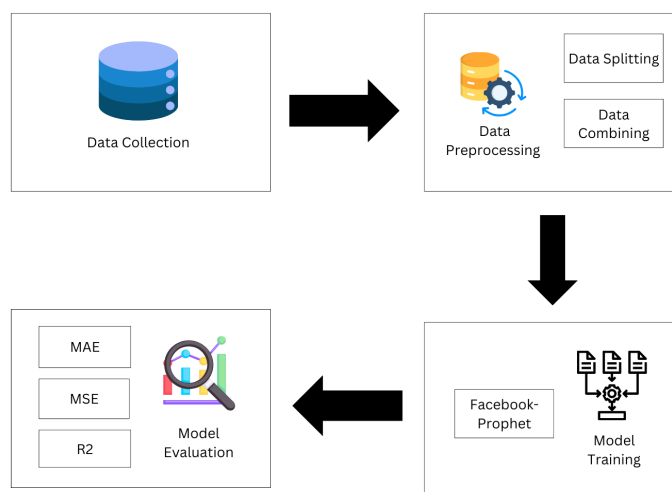 Data Collection
Data
Preprocessing
Data Splitting
Data
Combining
Facebook-
Prophet
Model
Training
MAE
MSE
R2
Model
Evaluation